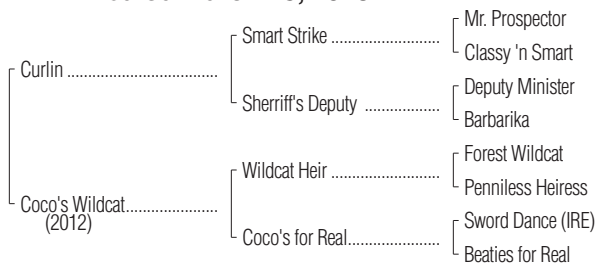 Mr. Prospector
Smart Strike ........................
Classy 'n Smart
Curlin ..................................
Deputy Minister
Sherriff's Deputy .................
Barbarika
Forest Wildcat
Wildcat Heir ........................
Penniless Heiress
Coco's Wildcat.....................
(2012)
Sword Dance (IRE)
Coco's for Real.....................
Beaties for Real